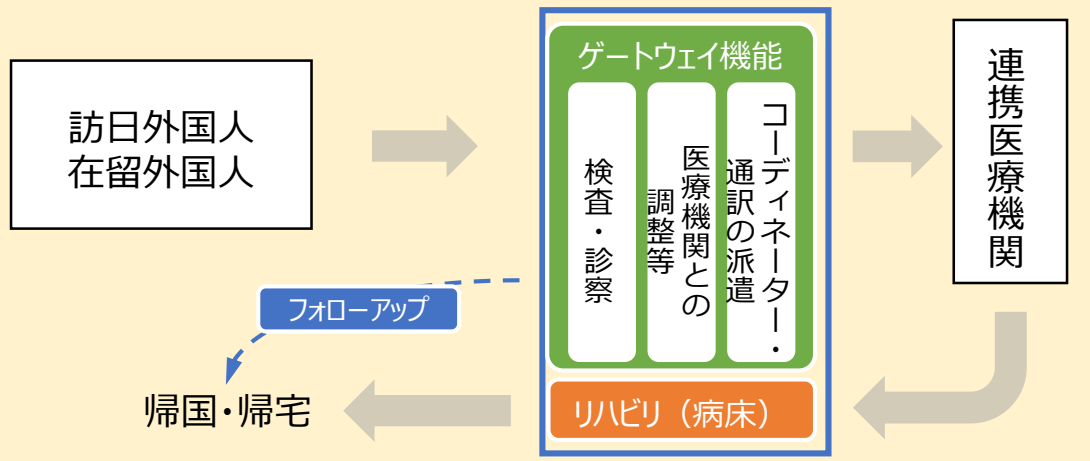 訪日外国人
在留外国人
ゲートウェイ機能
検査・診察
医療機関との
調整等
コーディネーター・
通訳の派遣
リハビリ（病床）
連携医療機関
フォローアップ
帰国・帰宅